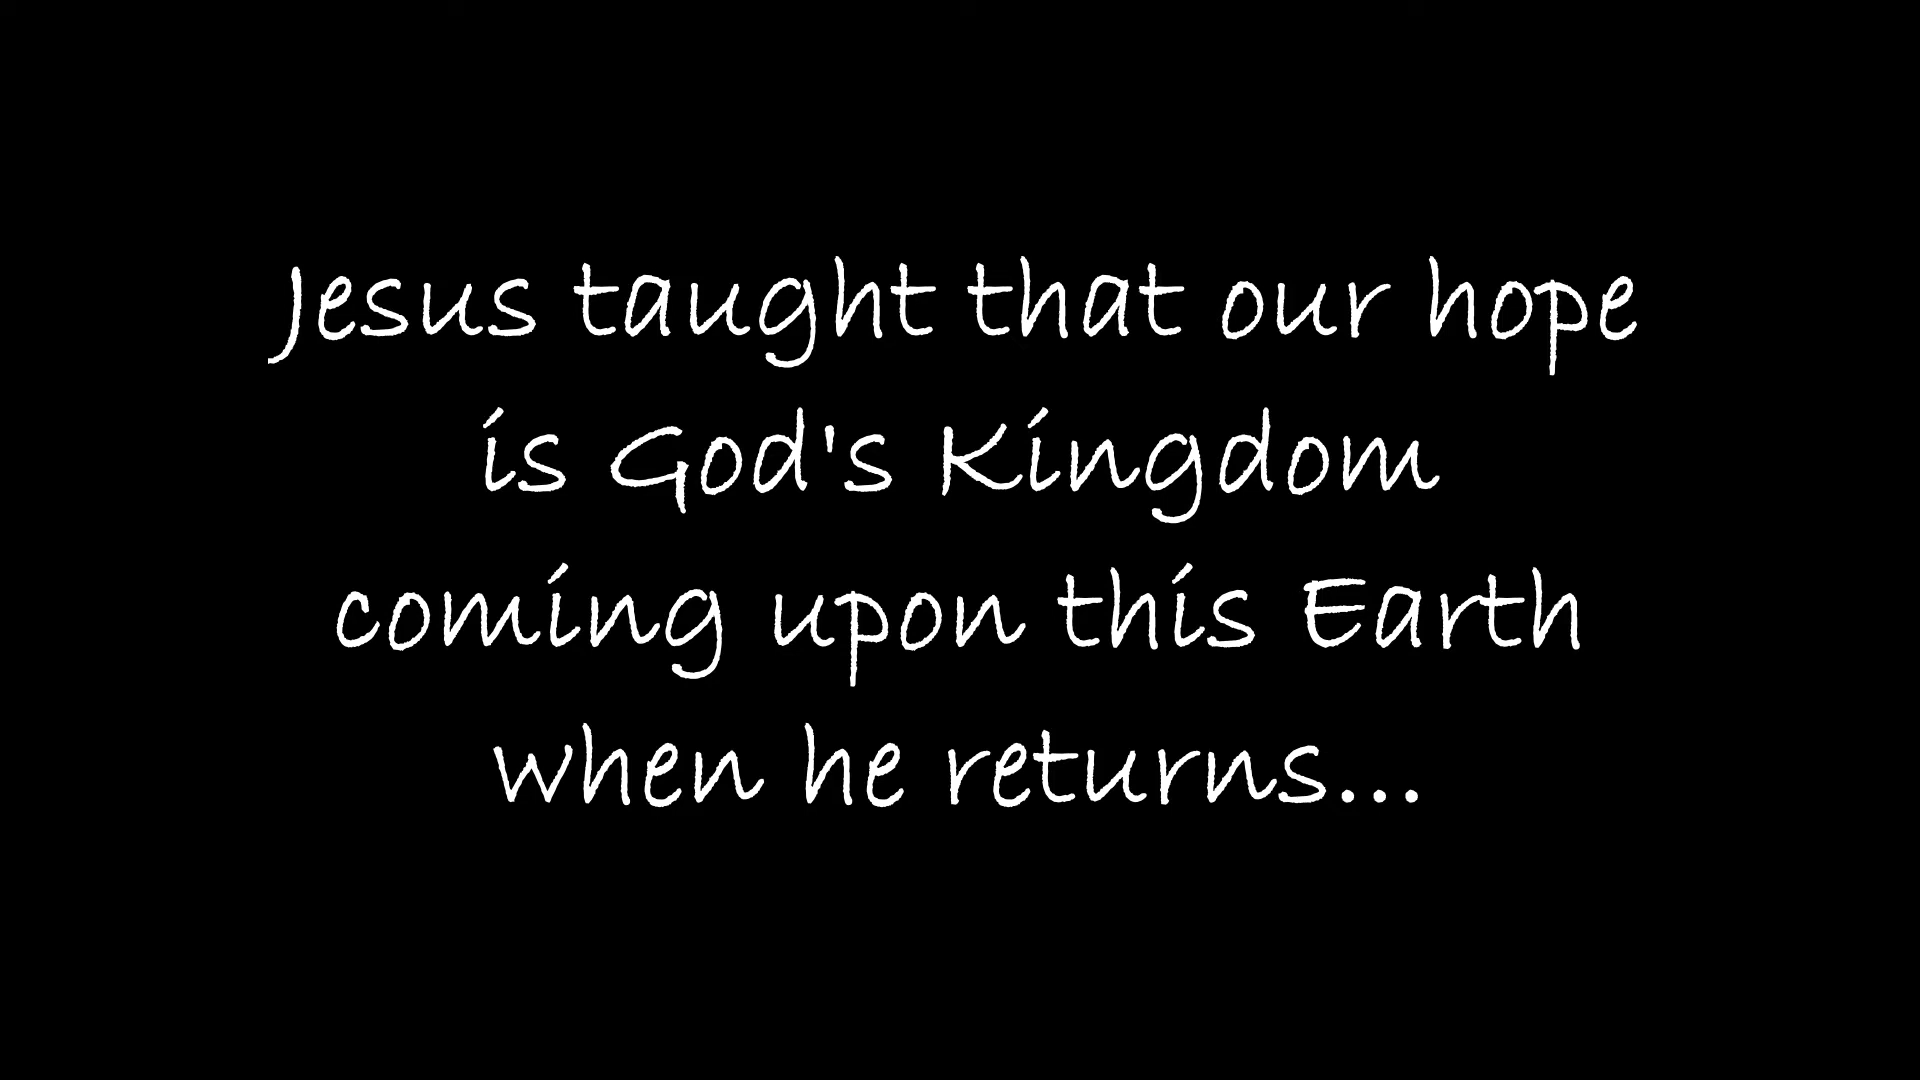 Jesus taught that our hope
is God's Kingdom
coming upon this Earth
when he returns...